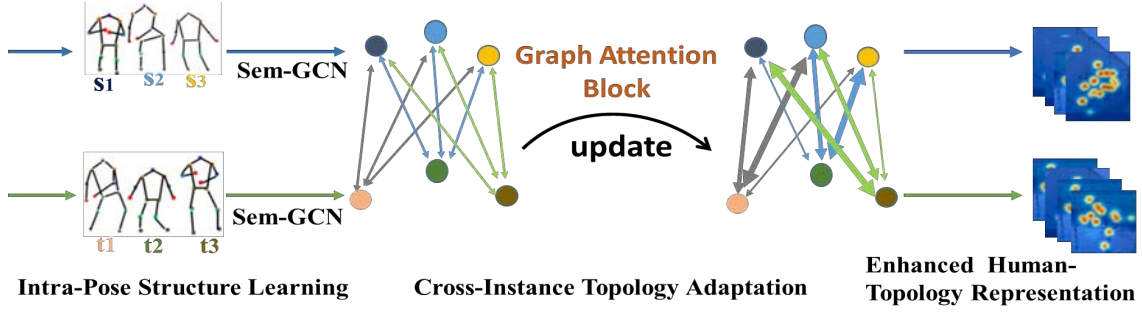 s1 s2 s3
Sem-GCN
Graph Attention
Block
update
t1 t2 t3
Sem-GCN
Intra-Pose Structure Learning
Cross-Instance Topology Adaptation
Enhanced Human-
Topology Representation